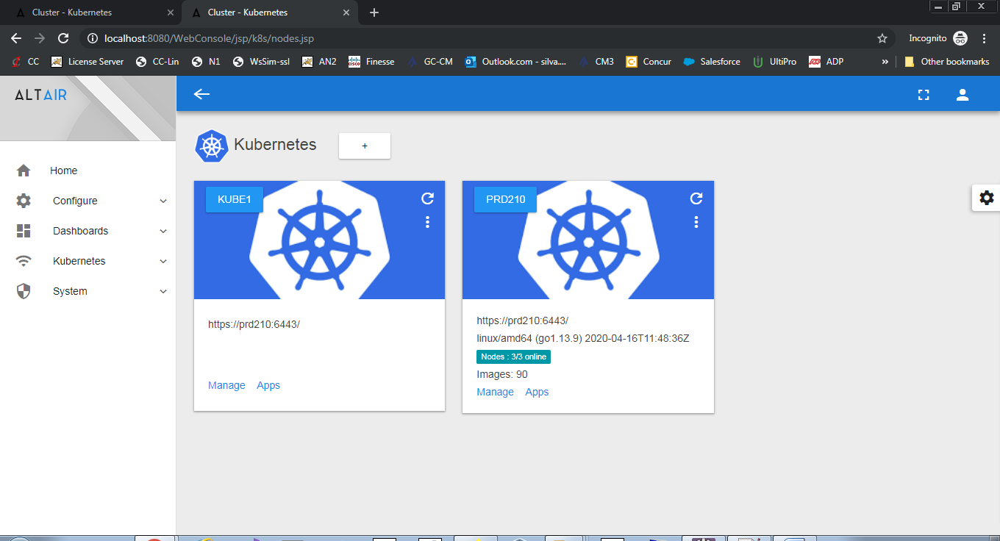 Cluster - Kubernetes
Cluster - Kubernetes
localhost:8080/WebConsole/jsp/k8s/nodes.jsp
Incognito
CC
License Server
CC-Lin
N1
WsSim-ssl
AN2
Finesse
GC-CM
Outlook.com - silva....
CM3
Concur
Salesforce
UltiPro
ADP
»
Other bookmarks
ALTAIR
Home
Configure
Dashboards
Kubernetes
System
Kubernetes
+
KUBE1
https://prd210:6443/
Manage Apps
PRD210
https://prd210:6443/
linux/amd64 (go1.13.9) 2020-04-16T11:48:36Z
Nodes : 3/3 online
Images: 90
Manage Apps